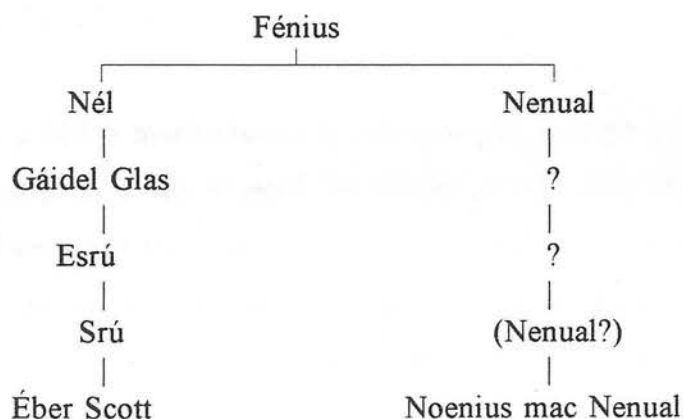 Fénius
Nél Nenual
Gáidel Glas ?
Esrú ?
Srú (Nenual?)
Éber Scott Noenius mac Nenual